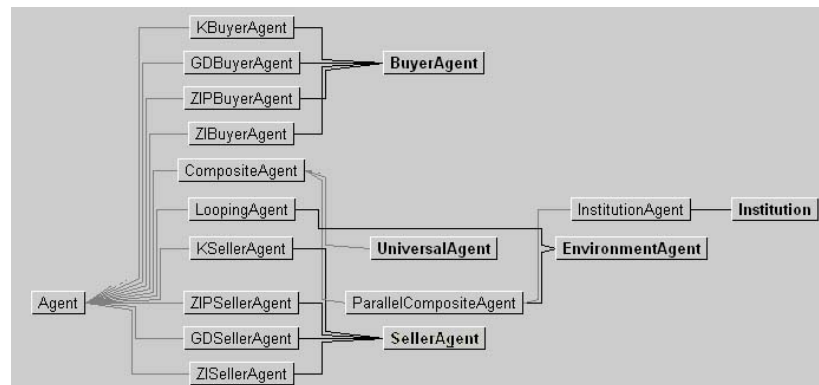 KBuyerAgent
GDBuyerAgent
BuyerAgent
ZIPBuyerAgent
ZIBuyerAgent
CompositeAgent
LoopingAgent
InstitutionAgent
Institution
KSellerAgent
UniversalAgent
EnvironmentAgent
Agent
ZIPSellerAgent
ParallelCompositeAgent
GDSellerAgent
SellerAgent
ZISellerAgent